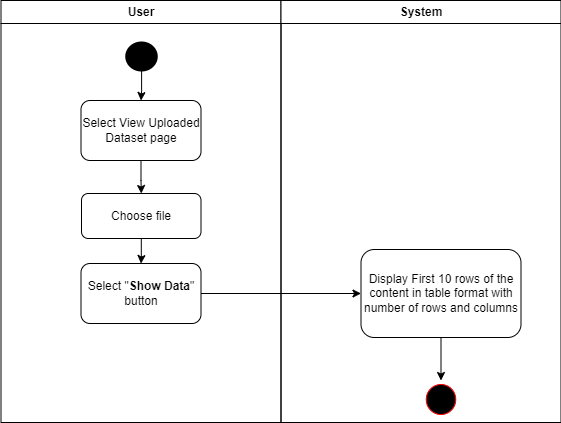 User
System
Select View Uploaded
Dataset page
Choose file
Select "Show Data"
button
Display First 10 rows of the
content in table format with
number of rows and columns